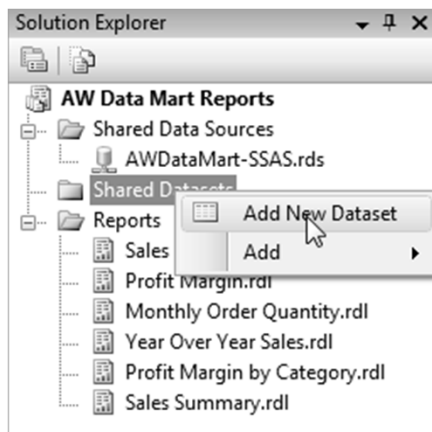 Solution Explorer
AW Data Mart Reports
Shared Data Sources
AWDataMart-SSAS.rds
Shared Datasets
Add New Dataset
Reports
Add
Sales
Profit Margin.rdl
Monthly Order Quantity.rdl
Year Over Year Sales.rdl
Profit Margin by Category.rdl
Sales Summary.rdl